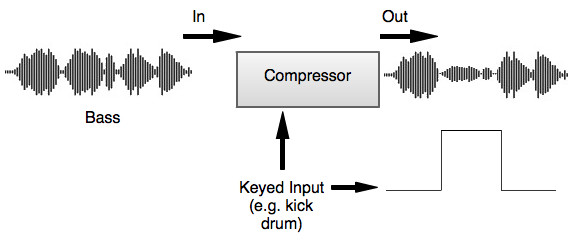 In
Out
Compressor
Bass
Keyed Input
(e.g. kick
drum)